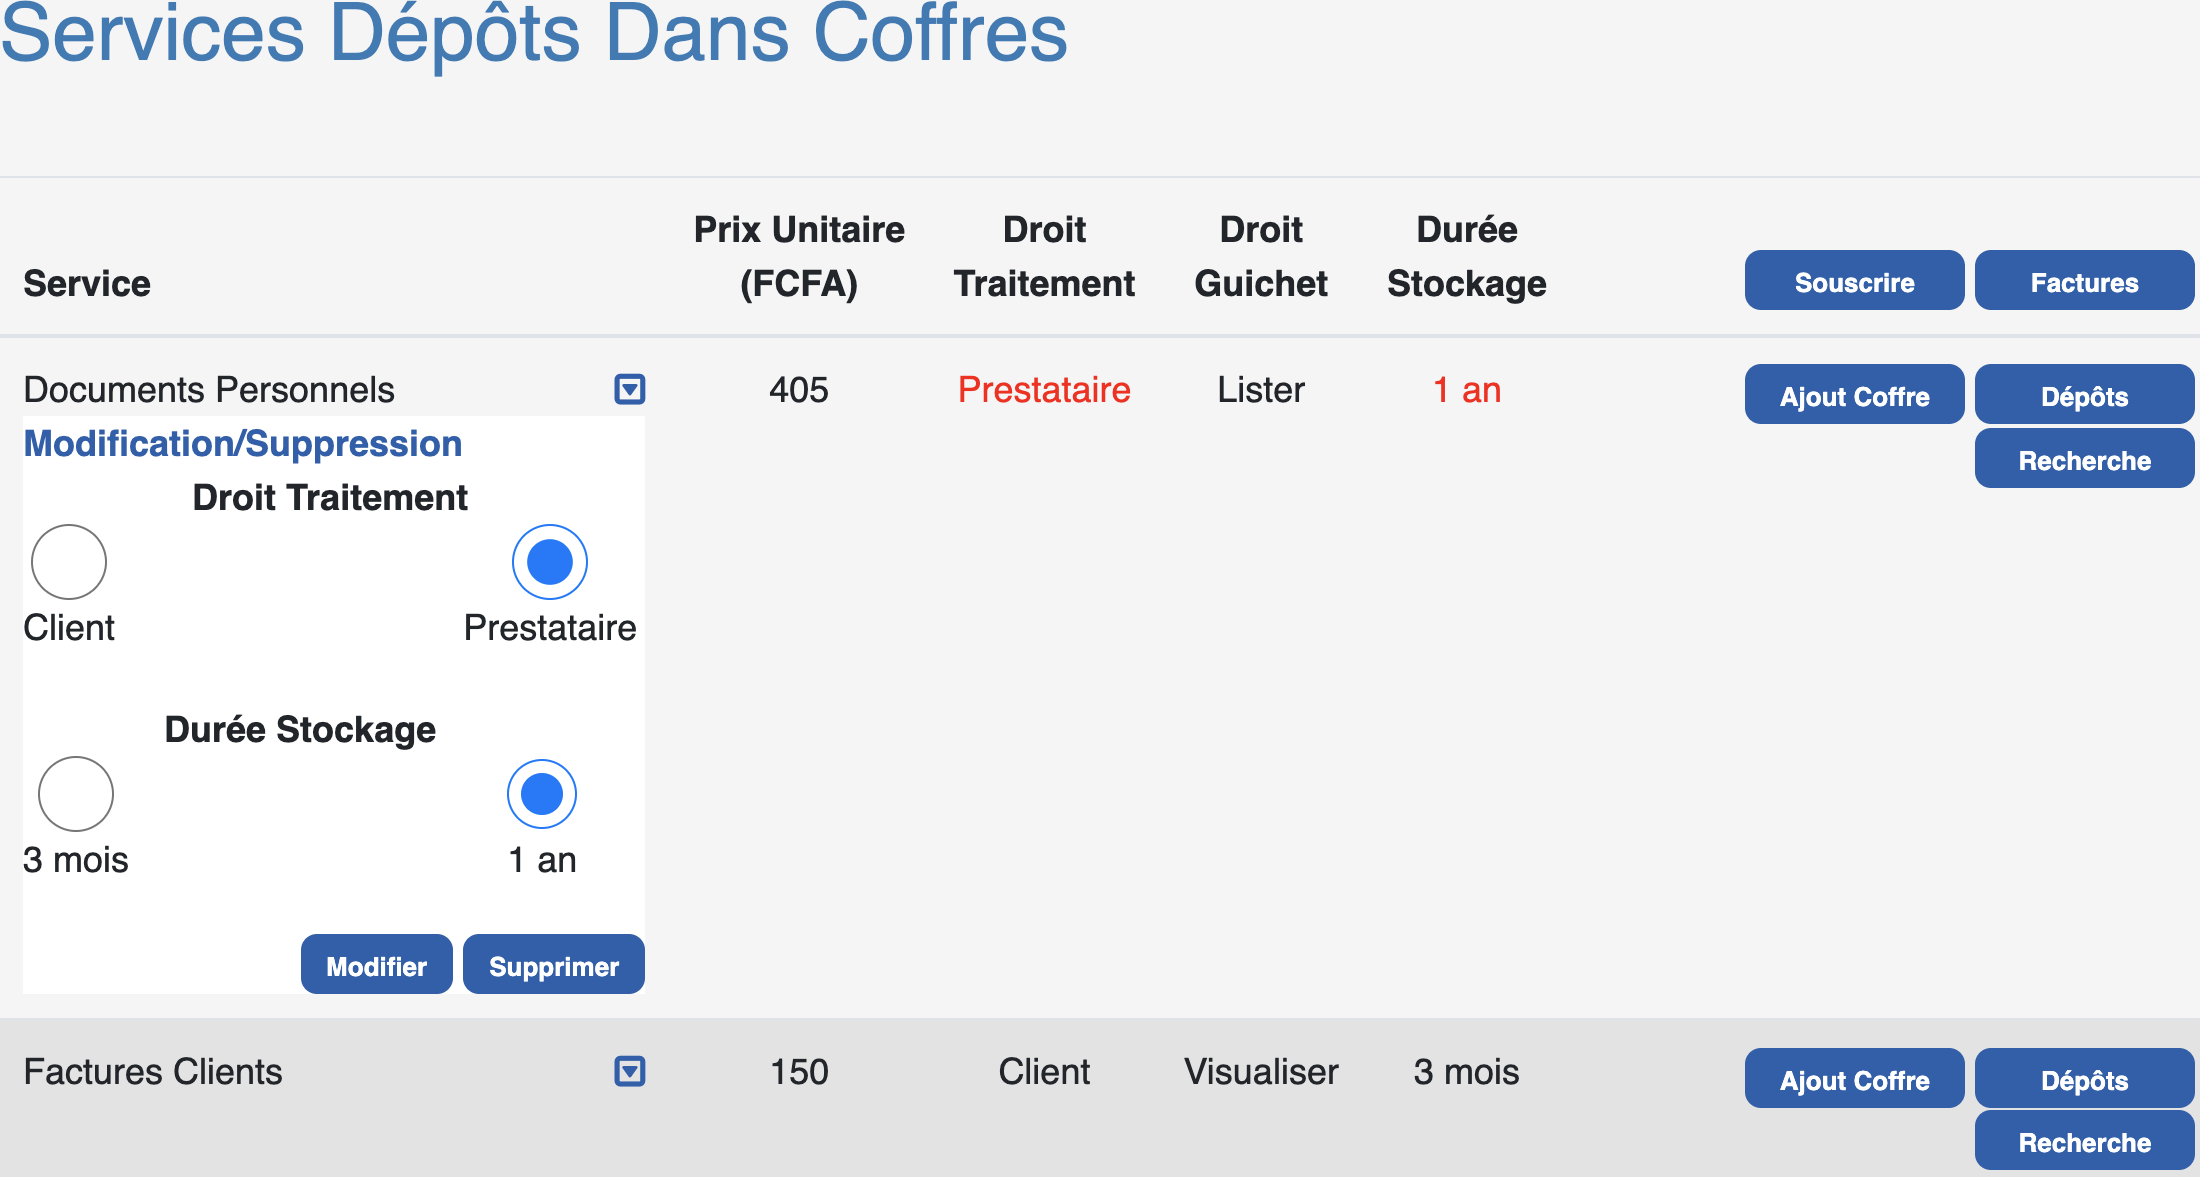 Services Dépôts Dans Coffres
Service
Prix Unitaire
(FCFA)
Droit
Traitement
Droit
Guichet
Durée
Stockage
Souscrire
Factures
Documents Personnels
405
Prestataire
Lister
1 an
Ajout Coffre
Dépôts
Recherche
Modification/Suppression
Droit Traitement
Client
Prestataire
Durée Stockage
3 mois
1 an
Modifier
Supprimer
Factures Clients
150
Client
Visualiser
3 mois
Ajout Coffre
Dépôts
Recherche